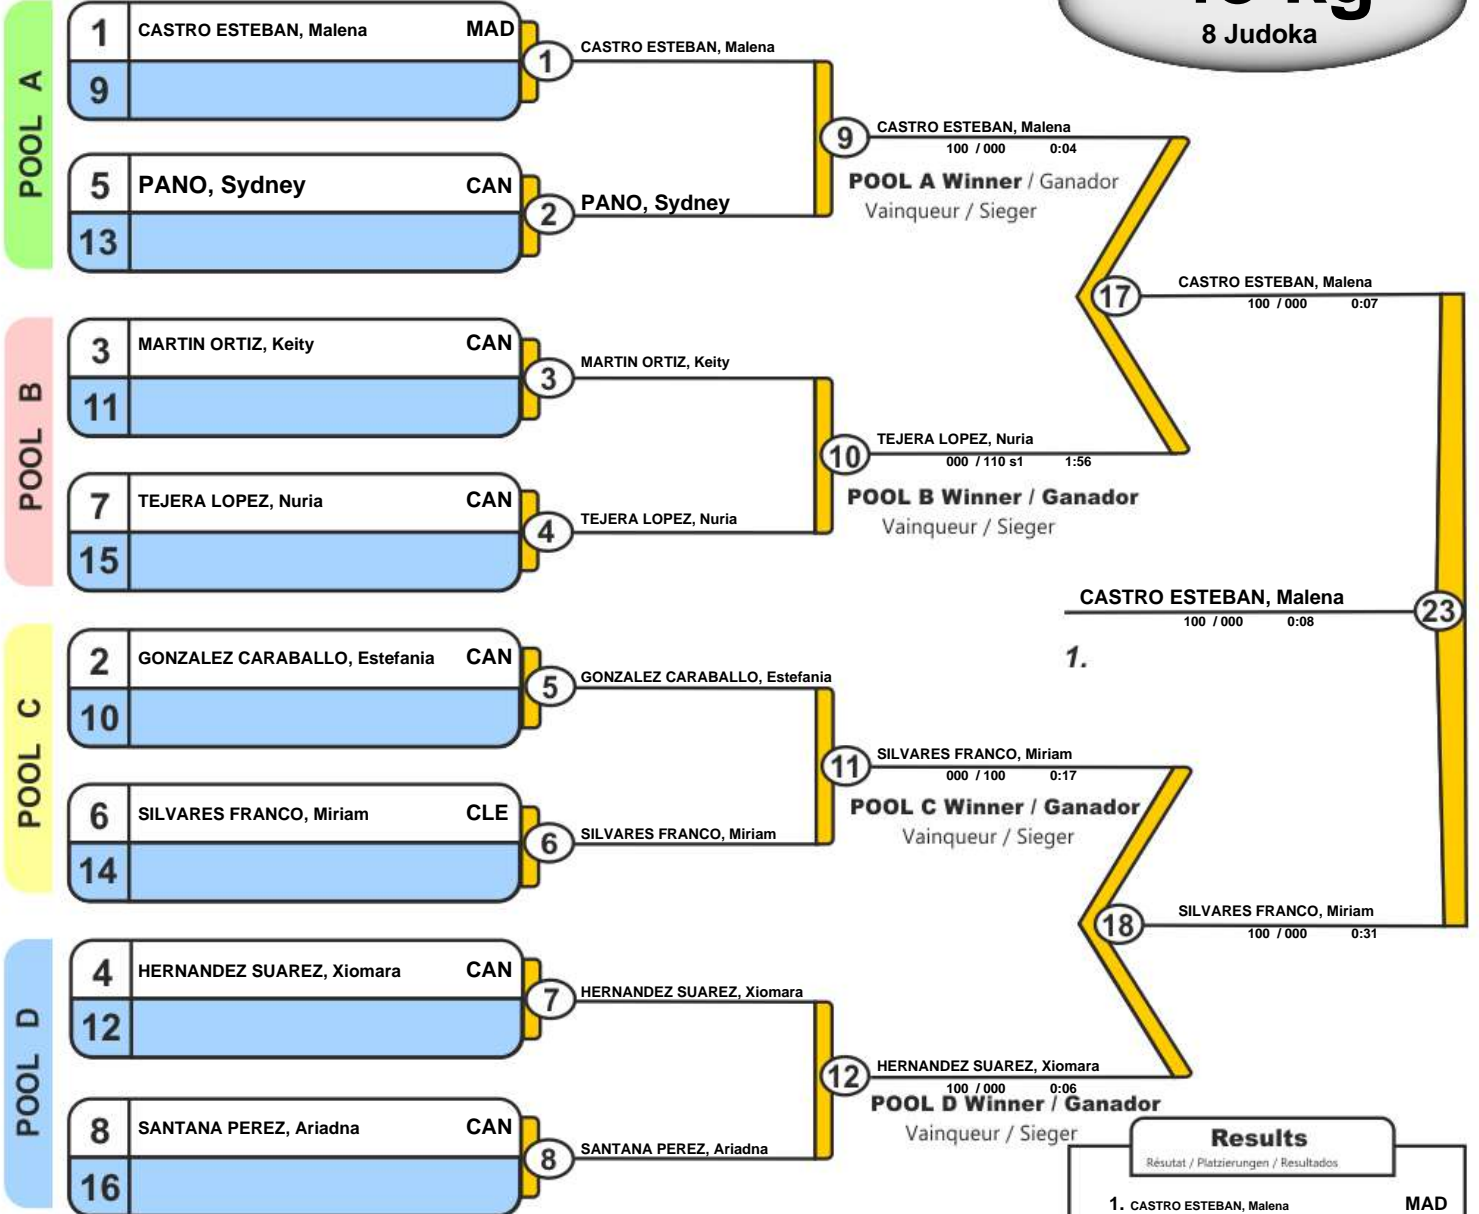 8 Judoka
POOL A
1 CASTRO ESTEBAN, Malena MAD
9
1
CASTRO ESTEBAN, Malena
5 PANO, Sydney CAN
13
2
PANO, Sydney
9
CASTRO ESTEBAN, Malena
100 / 000 0:04
POOL A Winner / Ganador
Vainqueur / Sieger
POOL B
3 MARTIN ORTIZ, Keity CAN
11
3
MARTIN ORTIZ, Keity
7 TEJERA LOPEZ, Nuria CAN
15
4
TEJERA LOPEZ, Nuria
10
TEJERA LOPEZ, Nuria
000 / 110 s1 1:56
POOL B Winner / Ganador
Vainqueur / Sieger
17
CASTRO ESTEBAN, Malena
100 / 000 0:07
CASTRO ESTEBAN, Malena
100 / 000 0:08
23
1.
POOL C
2 GONZALEZ CARABALLO, Estefania CAN
10
5
GONZALEZ CARABALLO, Estefania
6 SILVARES FRANCO, Miriam CLE
14
6
SILVARES FRANCO, Miriam
11
SILVARES FRANCO, Miriam
000 / 100 0:17
POOL C Winner / Ganador
Vainqueur / Sieger
18
SILVARES FRANCO, Miriam
100 / 000 0:31
POOL D
4 HERNANDEZ SUAREZ, Xiomara CAN
12
7
HERNANDEZ SUAREZ, Xiomara
8 SANTANA PEREZ, Ariadna CAN
16
8
SANTANA PEREZ, Ariadna
12
HERNANDEZ SUAREZ, Xiomara
100 / 000 0:06
POOL D Winner / Ganador
Vainqueur / Sieger
Results
Résutat / Platzierungen / Resultados
1. CASTRO ESTEBAN, Malena MAD